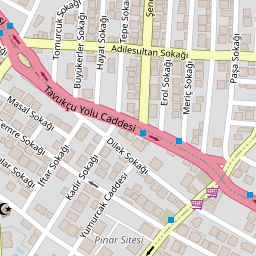 Tomurcuk Sokağı
Büyükenler Sokağı
Hayat Sokağı
Tepe Sokağı
Adilesultan Sokağı
Erol Sokağı
Meriç Sokağı
Paşa Sokağı
Tavukçu Yolu Caddesi
Masal Sokağı
Dilek Sokağı
İftar Sokağı
Kadir Sokağı
Yumurcak Caddesi
Pınar Sitesi